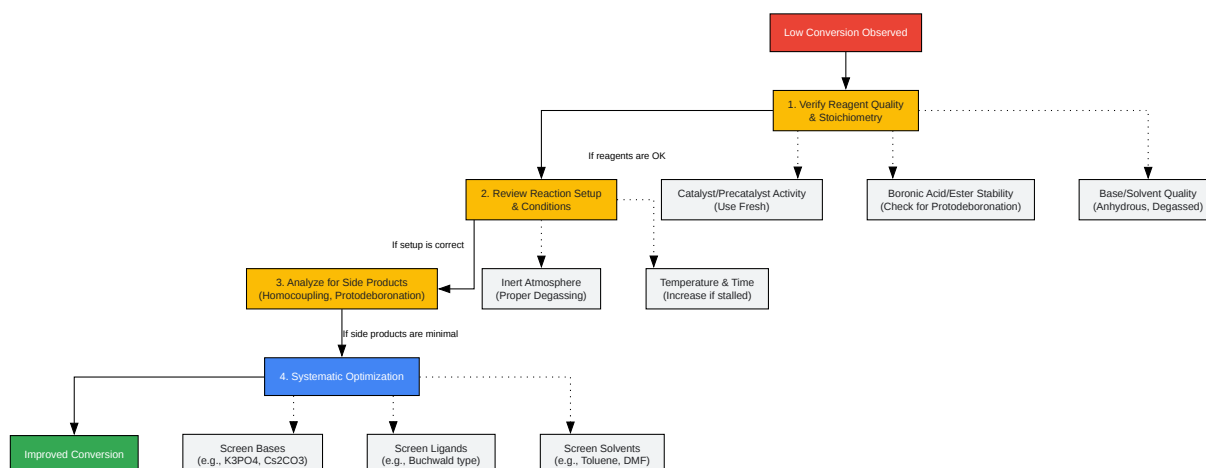 Low Conversion Observed
1. Verify Reagent Quality
& Stoichiometry
If reagents are OK
2. Review Reaction Setup
& Conditions
Catalyst/Precatalyst Activity
(Use Fresh)
Boronic Acid/Ester Stability
(Check for Protodeboronation)
Base/Solvent Quality
(Anhydrous, Degassed)
If setup is correct
3. Analyze for Side Products
(Homocoupling, Protodeboronation)
Inert Atmosphere
(Proper Degassing)
Temperature & Time
(Increase if stalled)
If side products are minimal
4. Systematic Optimization
Improved Conversion
Screen Bases
(e.g., K3PO4, Cs2CO3)
Screen Ligands
(e.g., Buchwald type)
Screen Solvents
(e.g., Toluene, DMF)